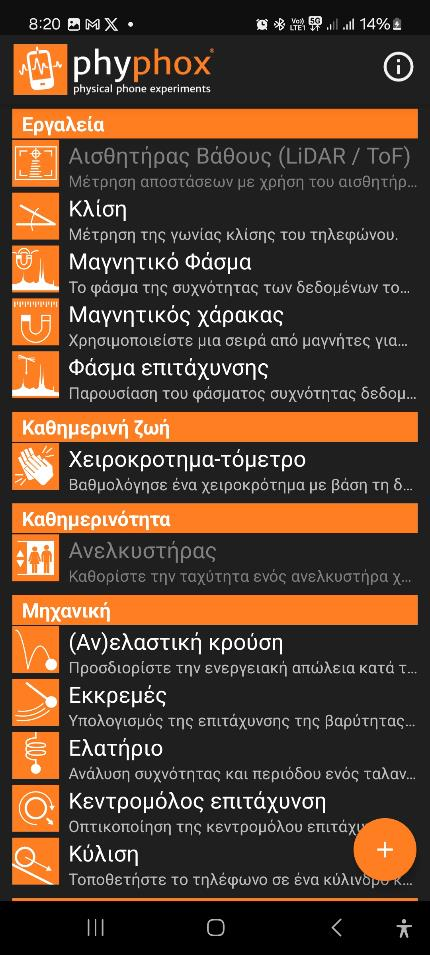 8:20
Vo)) LTE1 5G 14%
phyphox
physical phone experiments
Εργαλεία
Αισθητήρας Βάθους (LiDAR / ToF)
Μέτρηση αποστάσεων με χρήση του αισθητήρ...
Κλίση
Μέτρηση της γωνίας κλίσης του τηλεφώνου.
Μαγνητικό Φάσμα
Το φάσμα της συχνότητας των δεδομένων το...
Μαγνητικός χάρακας
Χρησιμοποιείστε μια σειρά από μαγνήτες για...
Φάσμα επιτάχυνσης
Παρουσίαση του φάσματος συχνότητας δεδομ...
Καθημερινή ζωή
Χειροκροτημα-τόμετρο
Βαθμολόγησε ένα χειροκρότημα με βάση τη δ...
Καθημερινότητα
Ανελκυστήρας
Καθορίστε την ταχύτητα ενός ανελκυστήρα χ...
Μηχανική
(Αν)ελαστική κρούση
Προσδιορίστε την ενεργειακή απώλεια κατά τ...
Εκκρεμές
Υπολογισμός της επιτάχυνσης της βαρύτητας...
Ελατήριο
Ανάλυση συχνότητας και περιόδου ενός ταλαν...
Κεντρομόλος επιτάχυνση
Οπτικοποίηση της κεντρομόλου επιτάχυ
Κύλιση
Τοποθετήστε το τηλέφωνο σε ένα κύλινδρο κ...